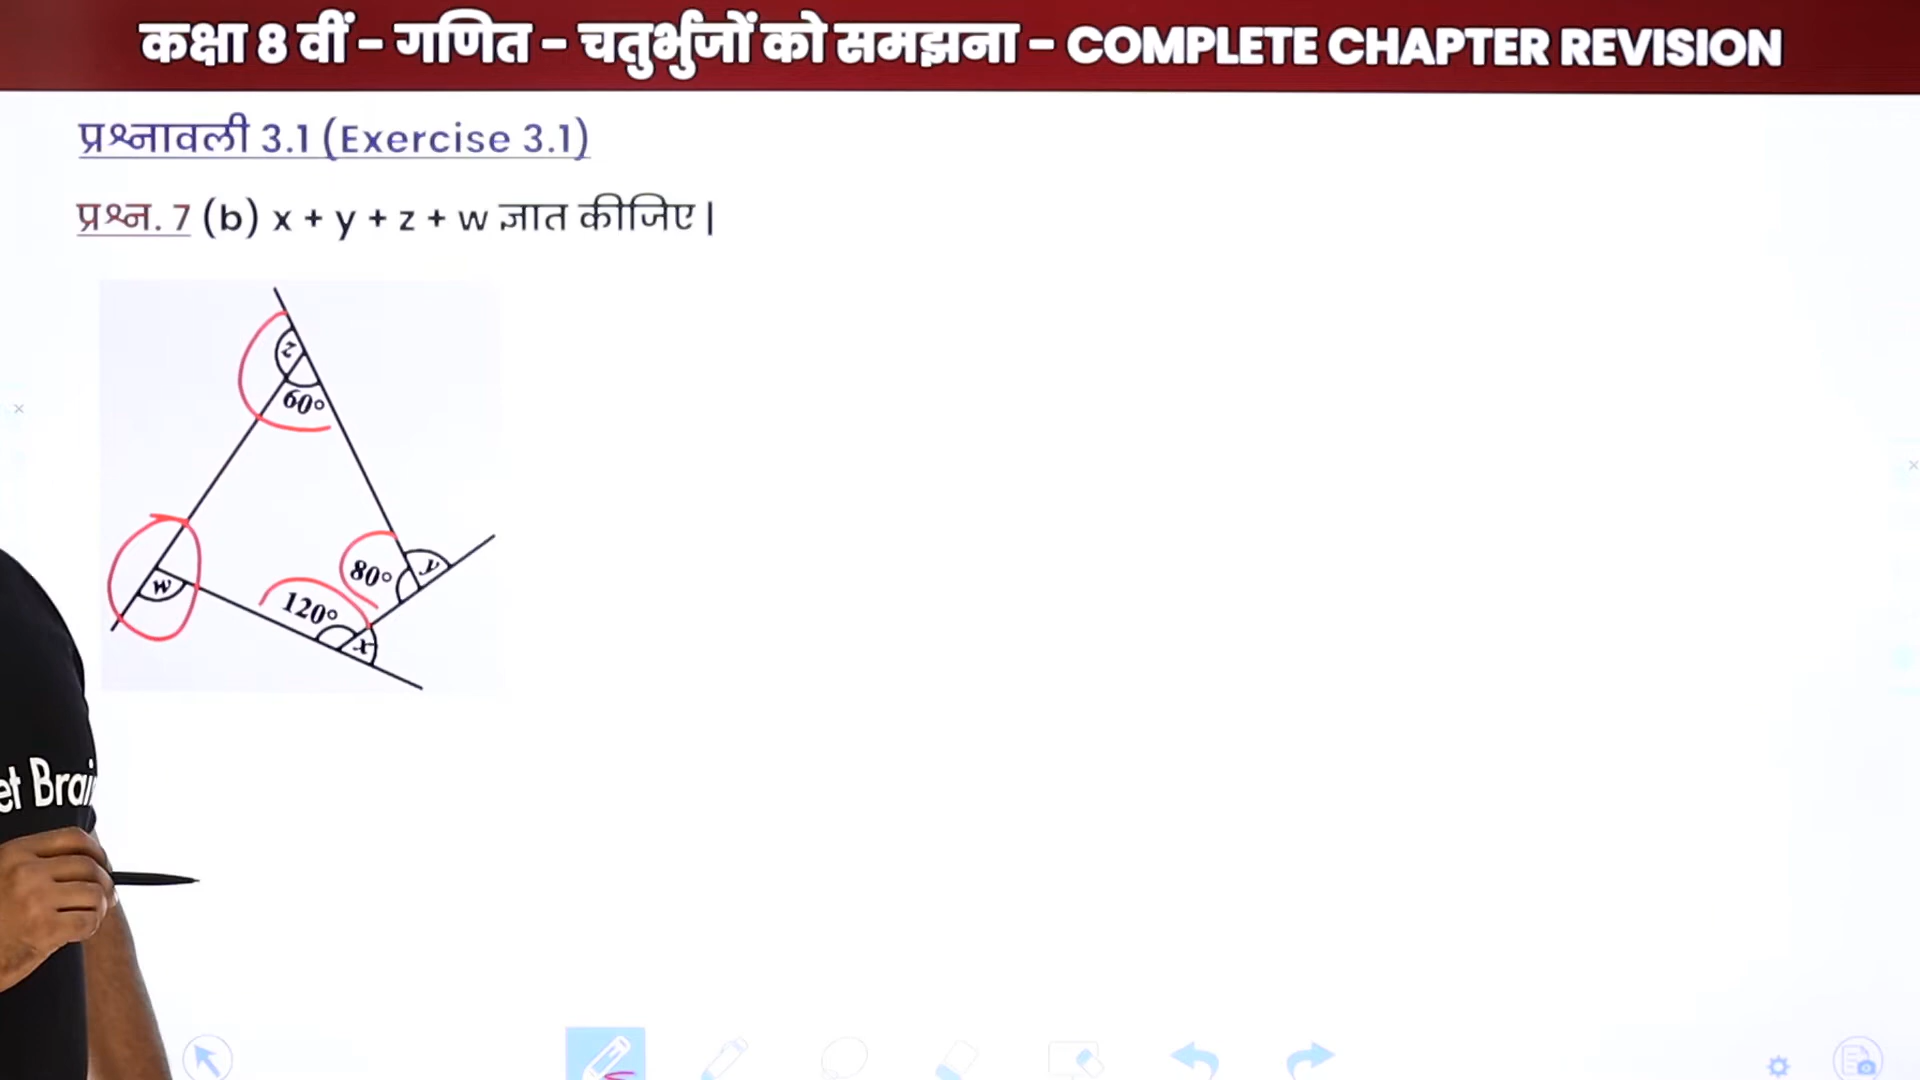 कक्षा 8 वीं – गणित – चतुर्भुजों को समझना – COMPLETE CHAPTER REVISION
प्रश्नावली 3.1 (Exercise 3.1)
प्रश्न. 7 (b) x + y + z + w ज्ञात कीजिए |
z
60°
80°
y
w
120°
x
et Brai